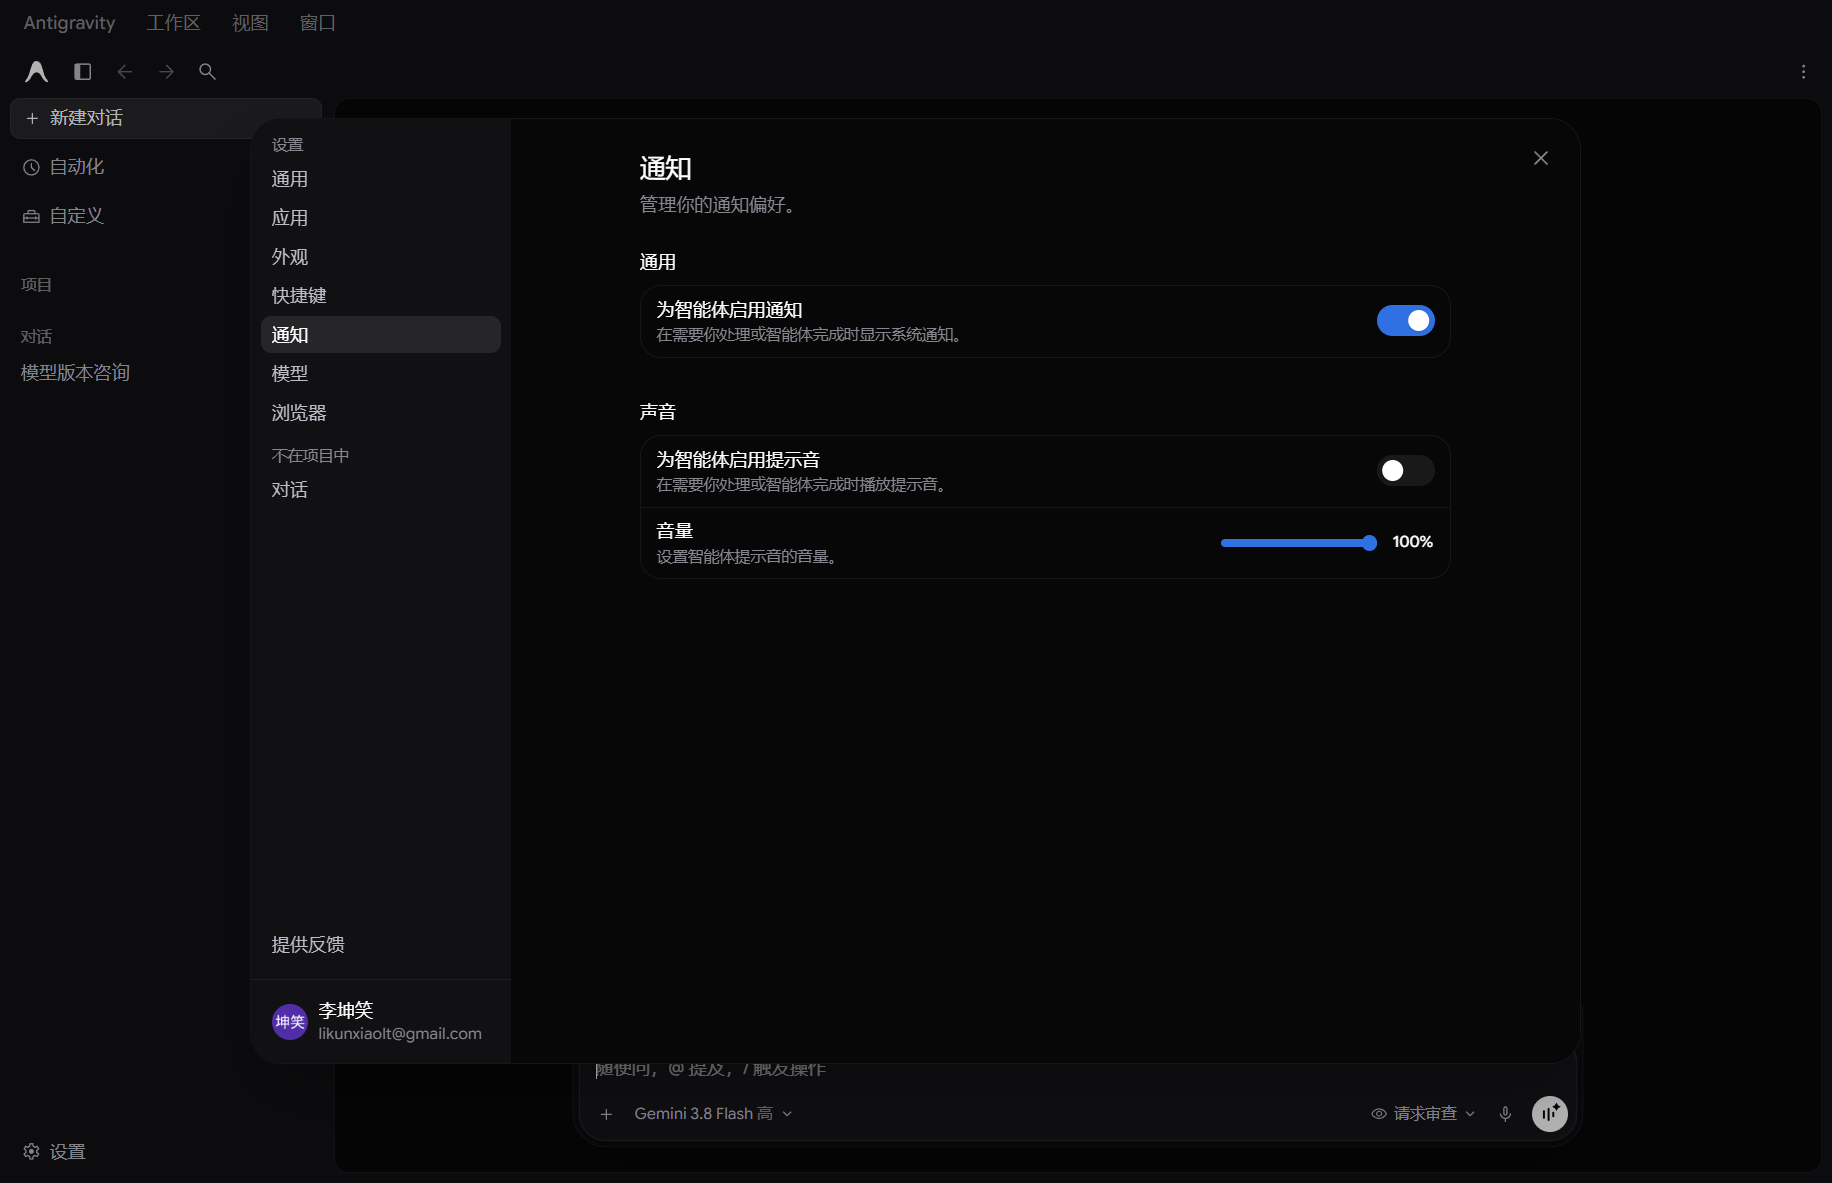 Antigravity 工作区 视图 窗口
新建对话
自动化
自定义
项目
对话
模型版本咨询
设置
设置
通用
应用
外观
快捷键
通知
模型
浏览器
不在项目中
对话
提供反馈
坤笑
李坤笑
likunxiaolt@gmail.com
通知
管理你的通知偏好。
通用
为智能体启用通知
在需要你处理或智能体完成时显示系统通知。
声音
为智能体启用提示音
在需要你处理或智能体完成时播放提示音。
音量
设置智能体提示音的音量。
100%
随便问，@ 提及，/ 触发操作
Gemini 3.8 Flash 高
请求审查